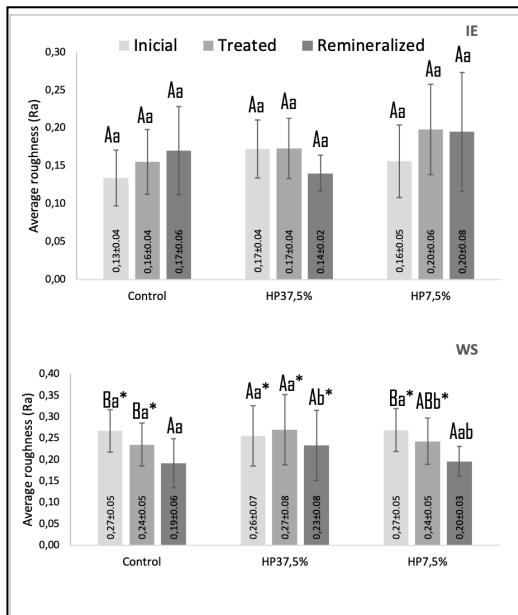 IE
0,30
Inicial Treated Remineralized
0,25
0,20
0,15
0,10
0,05
0,00
Average roughness (Ra)
Aa Aa Aa
Aa Aa Aa
Aa Aa Aa
0,13±0.04 0,16±0.04 0,17±0.06
0,17±0.04 0,17±0.04 0.14±0.02
0,16±0.05 0,20±0.06 0,20±0.08
Control HP37,5% HP7,5%
WS
0,40
0,35
0,30
0,25
0,20
0,15
0,10
0,05
0,00
Average roughness (Ra)
Ba* Ba* Aa
Aa* Aa* Ab*
Ba* ABb* Aab
0,27±0.05 0,24±0.05 0,19±0.06
0,26±0.07 0,27±0.08 0,23±0.08
0,27±0.05 0,24±0.05 0,20±0.03
Control HP37,5% HP7,5%